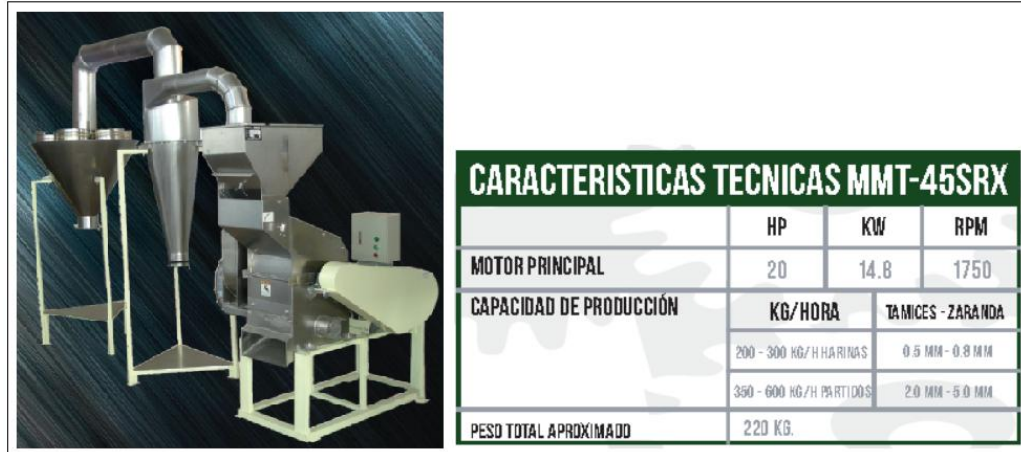 CARACTERISTICAS TECNICAS MMT-45SRX
HP KW RPM
MOTOR PRINCIPAL 20 14.8 1750
CAPACIDAD DE PRODUCCIÓN KG/HORA TAMICES - ZARANDA
200 - 300 KG/H HARINAS 0.5 MM - 0.8 MM
350 - 600 KG/H PARTIDOS 2.0 MM - 5.0 MM
PESO TOTAL APROXIMADO 220 KG.